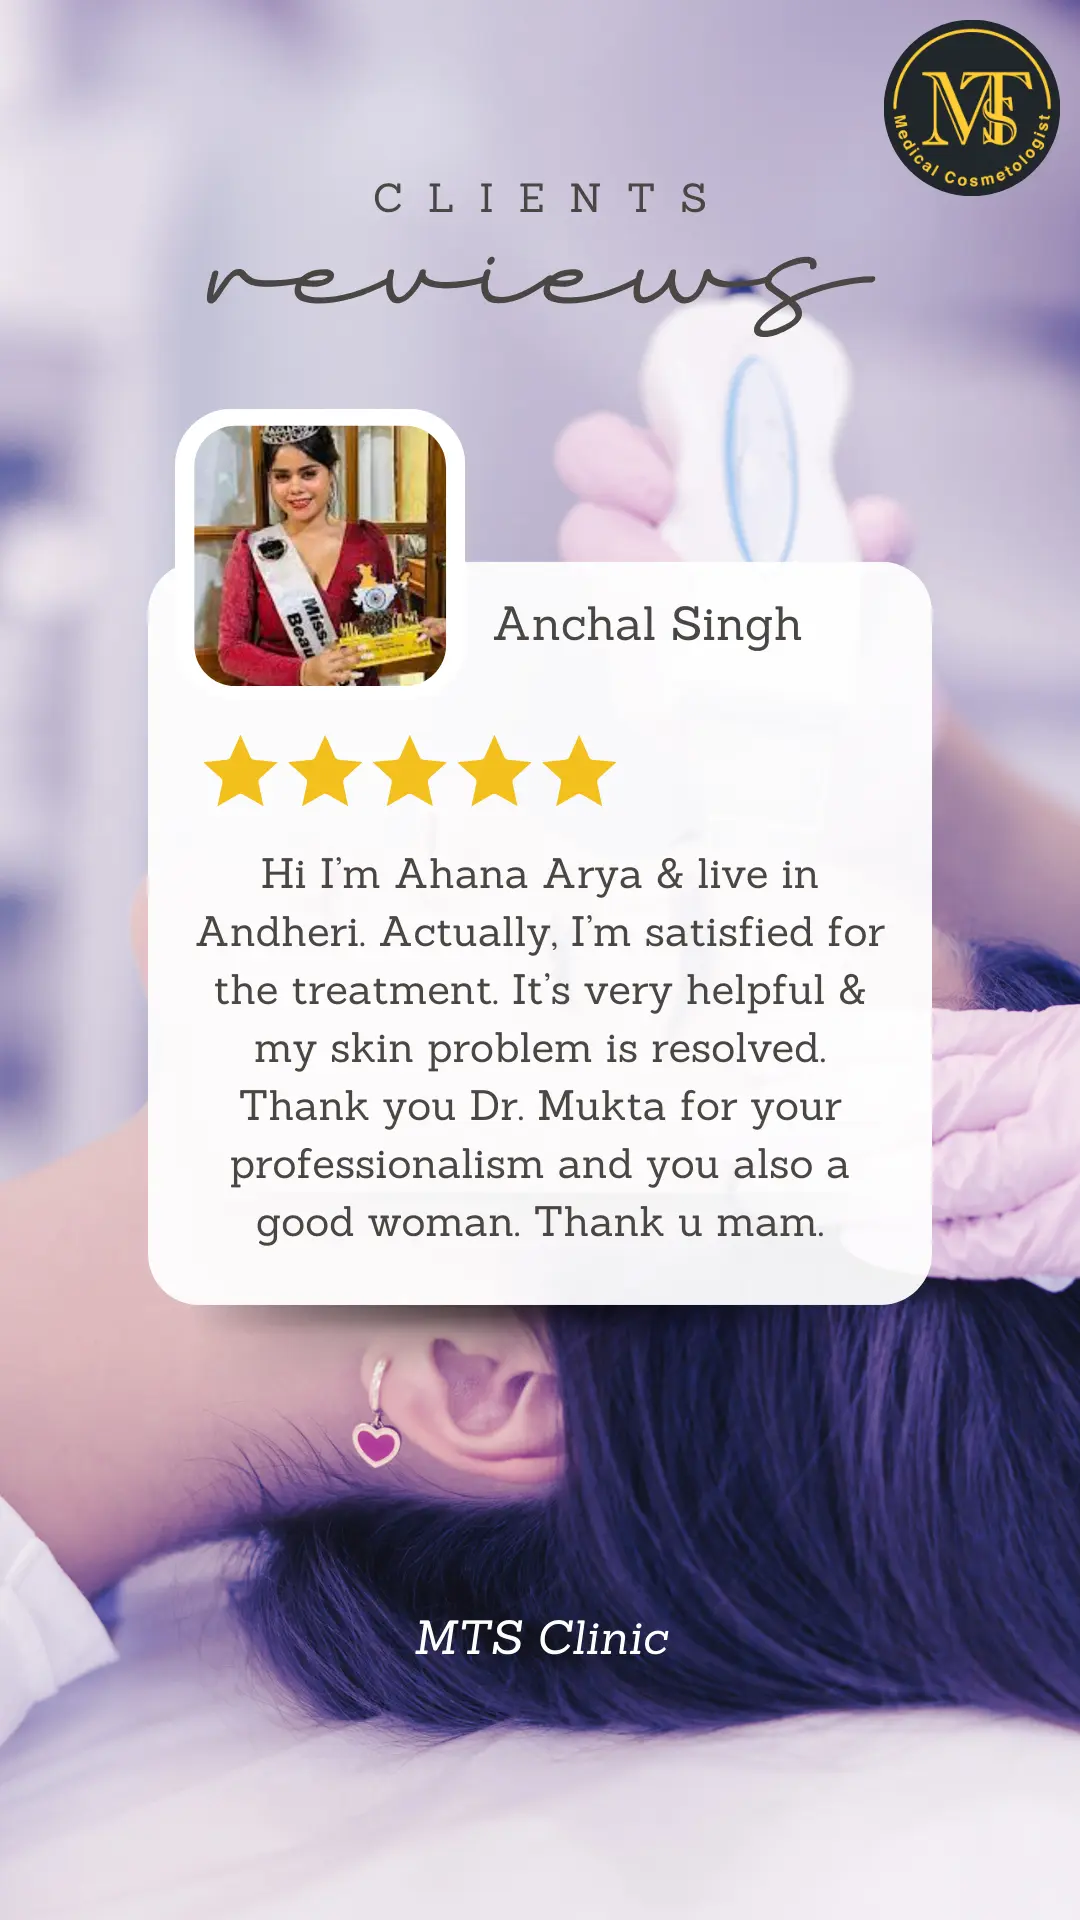 MTS
Medical Cosmetologist
CLIENTS
reviews
Miss.
Beau
Anchal Singh
Hi I’m Ahana Arya & live in
Andheri. Actually, I’m satisfied for
the treatment. It’s very helpful &
my skin problem is resolved.
Thank you Dr. Mukta for your
professionalism and you also a
good woman. Thank u mam.
MTS Clinic